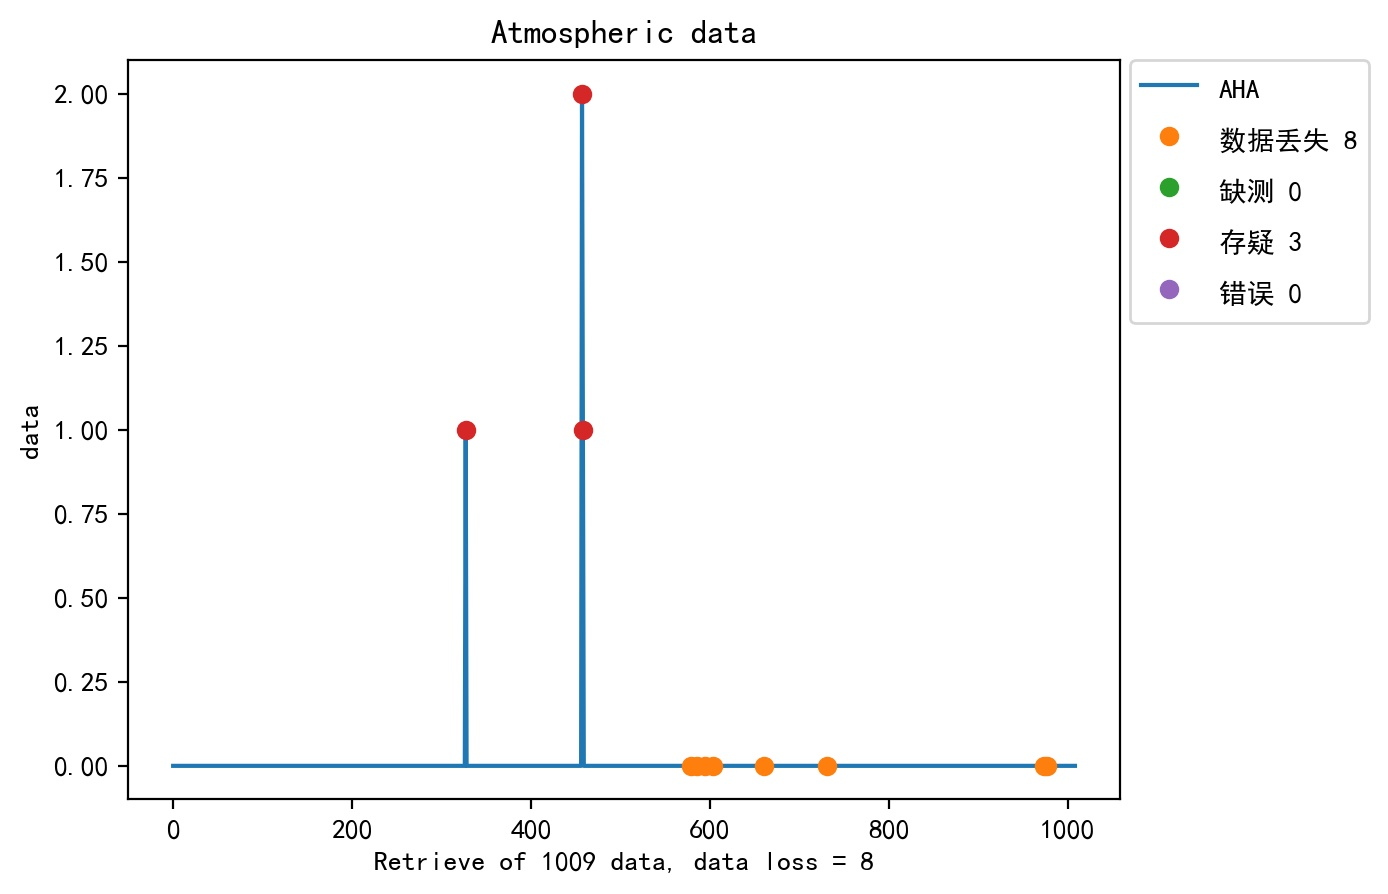 Atmospheric data
AHA
数据丢失 8
缺测 0
存疑 3
错误 0
data
2.00
1.75
1.50
1.25
1.00
0.75
0.50
0.25
0.00
0 200 400 600 800 1000
Retrieve of 1009 data, data loss = 8